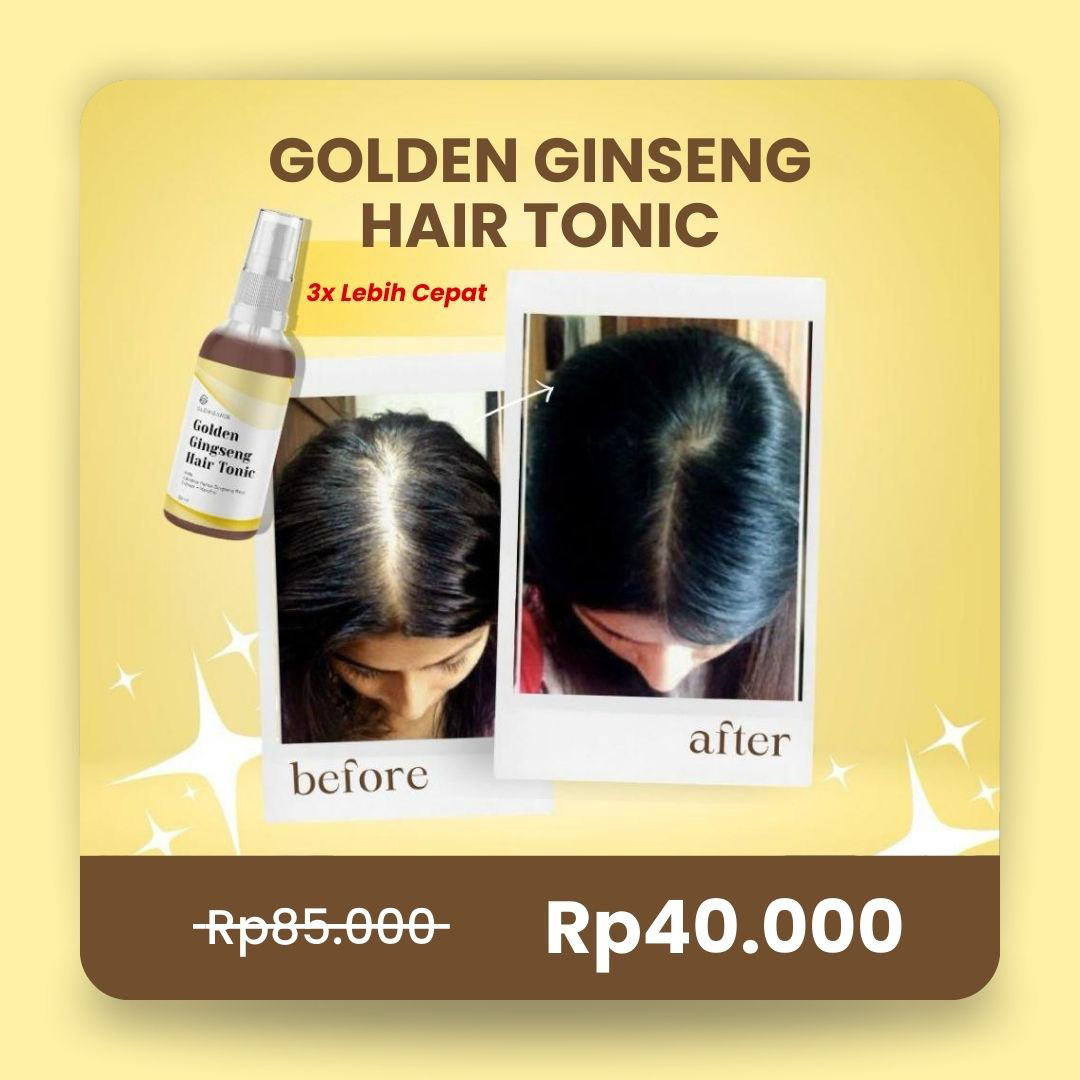 GOLDEN GINSENG
HAIR TONIC
3x Lebih Cepat
Golden
Gingseng
Hair Tonic
before
after
Rp85.000
Rp40.000